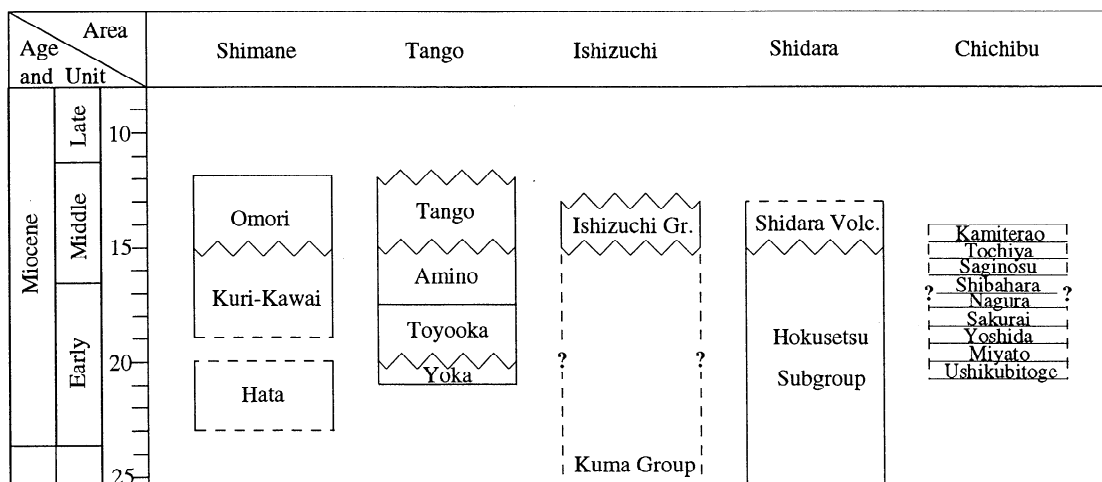 Area
Age
and Unit
Shimane
Tango
Ishizuchi
Shidara
Chichibu
Miocene
Late
Middle
Early
10
15
20
25
Omori
Kuri-Kawai
Hata
Tango
Amino
Toyooka
Yoka
Ishizuchi Gr.
? ?
Kuma Group
Shidara Volc.
Hokusetsu
Subgroup
Kamiterao
Tochiya
Saginosu
Shibahara
? ?
Nagura
Sakurai
Yoshida
Miyato
Ushikubitoge